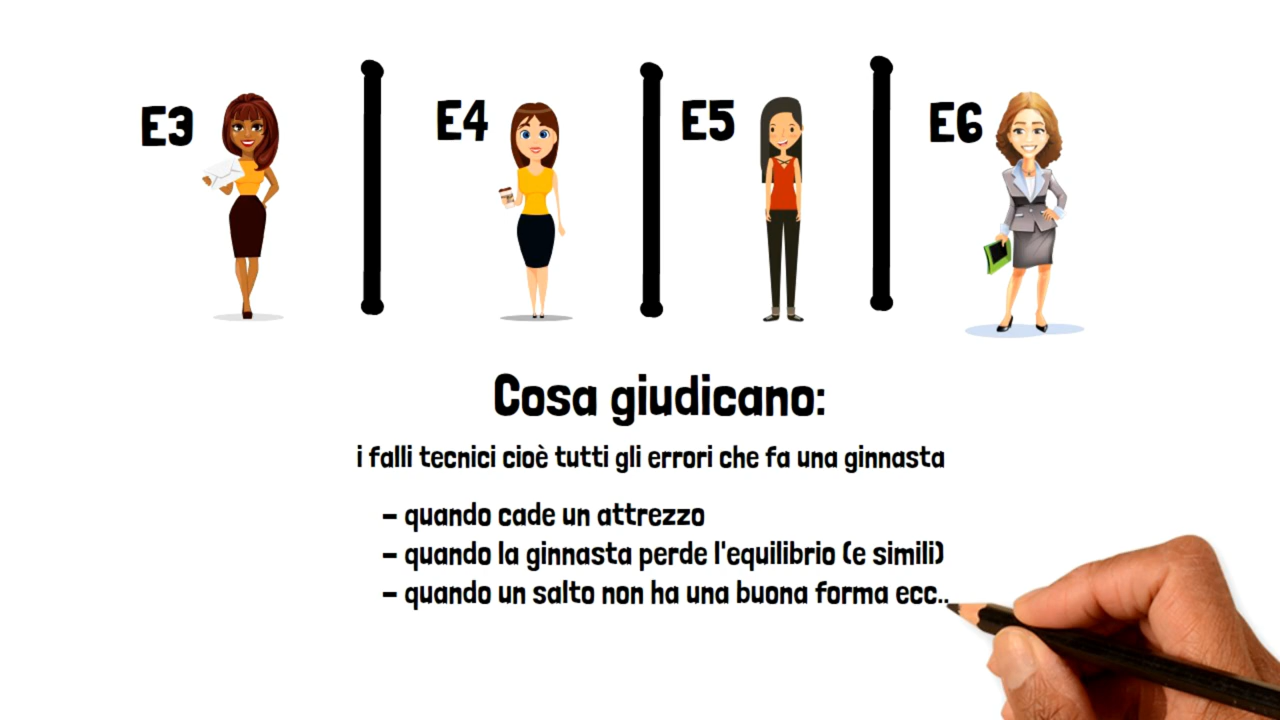 E3 E4 E5 E6
Cosa giudicano:
i falli tecnici cioè tutti gli errori che fa una ginnasta
- quando cade un attrezzo
- quando la ginnasta perde l'equilibrio (e simili)
- quando un salto non ha una buona forma ecc..